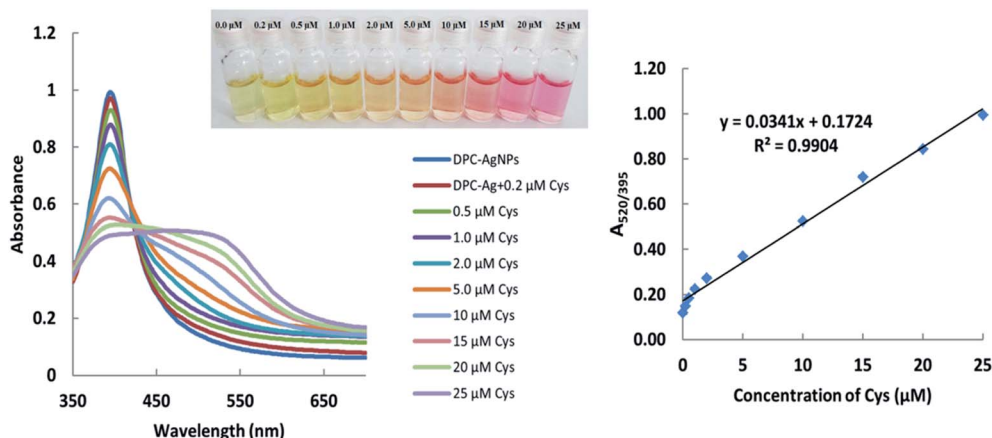 0.0 µM 0.2 µM 0.5 µM 1.0 µM 2.0 µM 5.0 µM 10 µM 15 µM 20 µM 25 µM
1.2
1
0.8
0.6
0.4
0.2
0
350 450 550 650
Absorbance
Wavelength (nm)
DPC-AgNPs
DPC-Ag+0.2 µM Cys
0.5 µM Cys
1.0 µM Cys
2.0 µM Cys
5.0 µM Cys
10 µM Cys
15 µM Cys
20 µM Cys
25 µM Cys
y = 0.0341x + 0.1724
R² = 0.9904
1.20
1.00
0.80
0.60
0.40
0.20
0.00
0 5 10 15 20 25
A520/395
Concentration of Cys (µM)